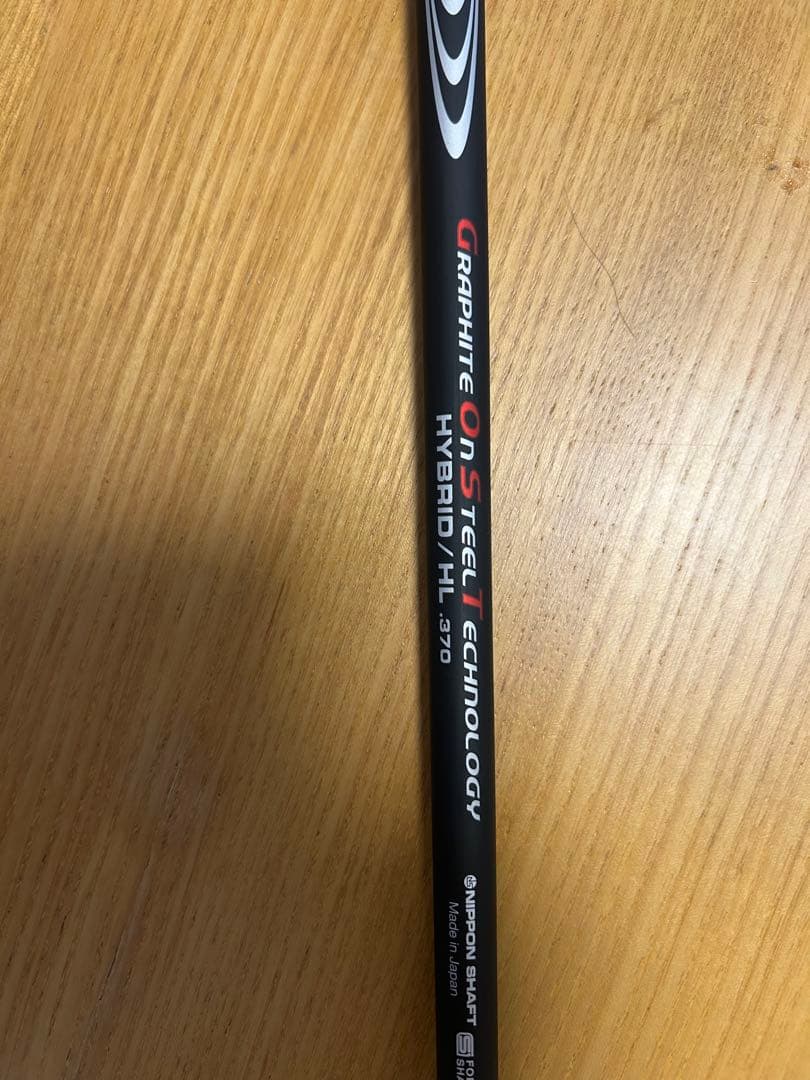 GRAPHITE On STEEL TECHNOLOGY
HYBRID/HL .370
NIPPON SHAFT
Made in Japan